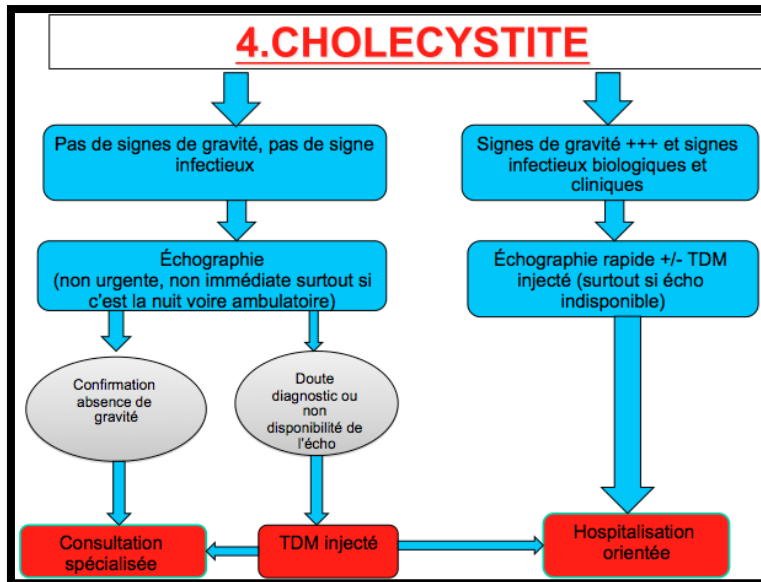 4.CHOLECYSTITE
Pas de signes de gravité, pas de signe
infectieux
Signes de gravité +++ et signes
infectieux biologiques et
cliniques
Échographie
(non urgente, non immédiate surtout si
c'est la nuit voire ambulatoire)
Échographie rapide +/- TDM
injecté (surtout si écho
indisponible)
Confirmation
absence de
gravité
Doute
diagnostic ou
non
disponibilité de
l'écho
Consultation
spécialisée
TDM injecté
Hospitalisation
orientée